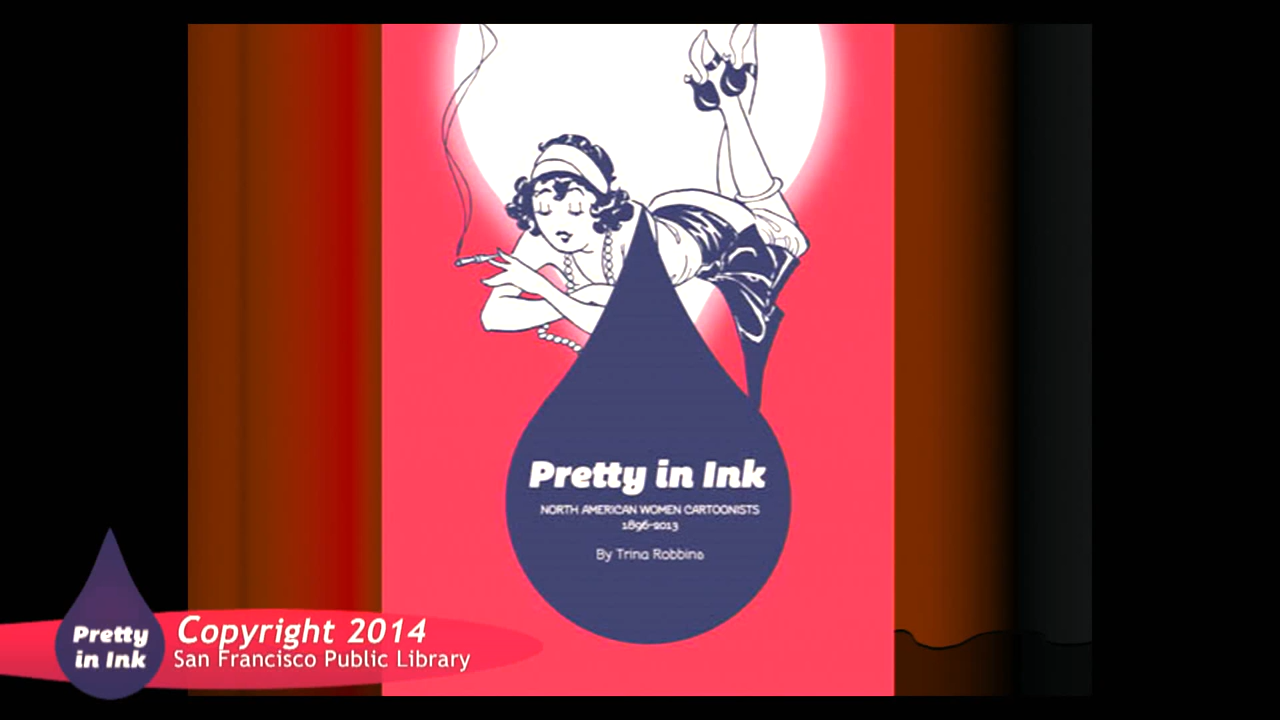 Pretty in Ink
NORTH AMERICAN WOMEN CARTOONISTS
1896-2013
By Trina Robbins
Pretty
in Ink
Copyright 2014
San Francisco Public Library